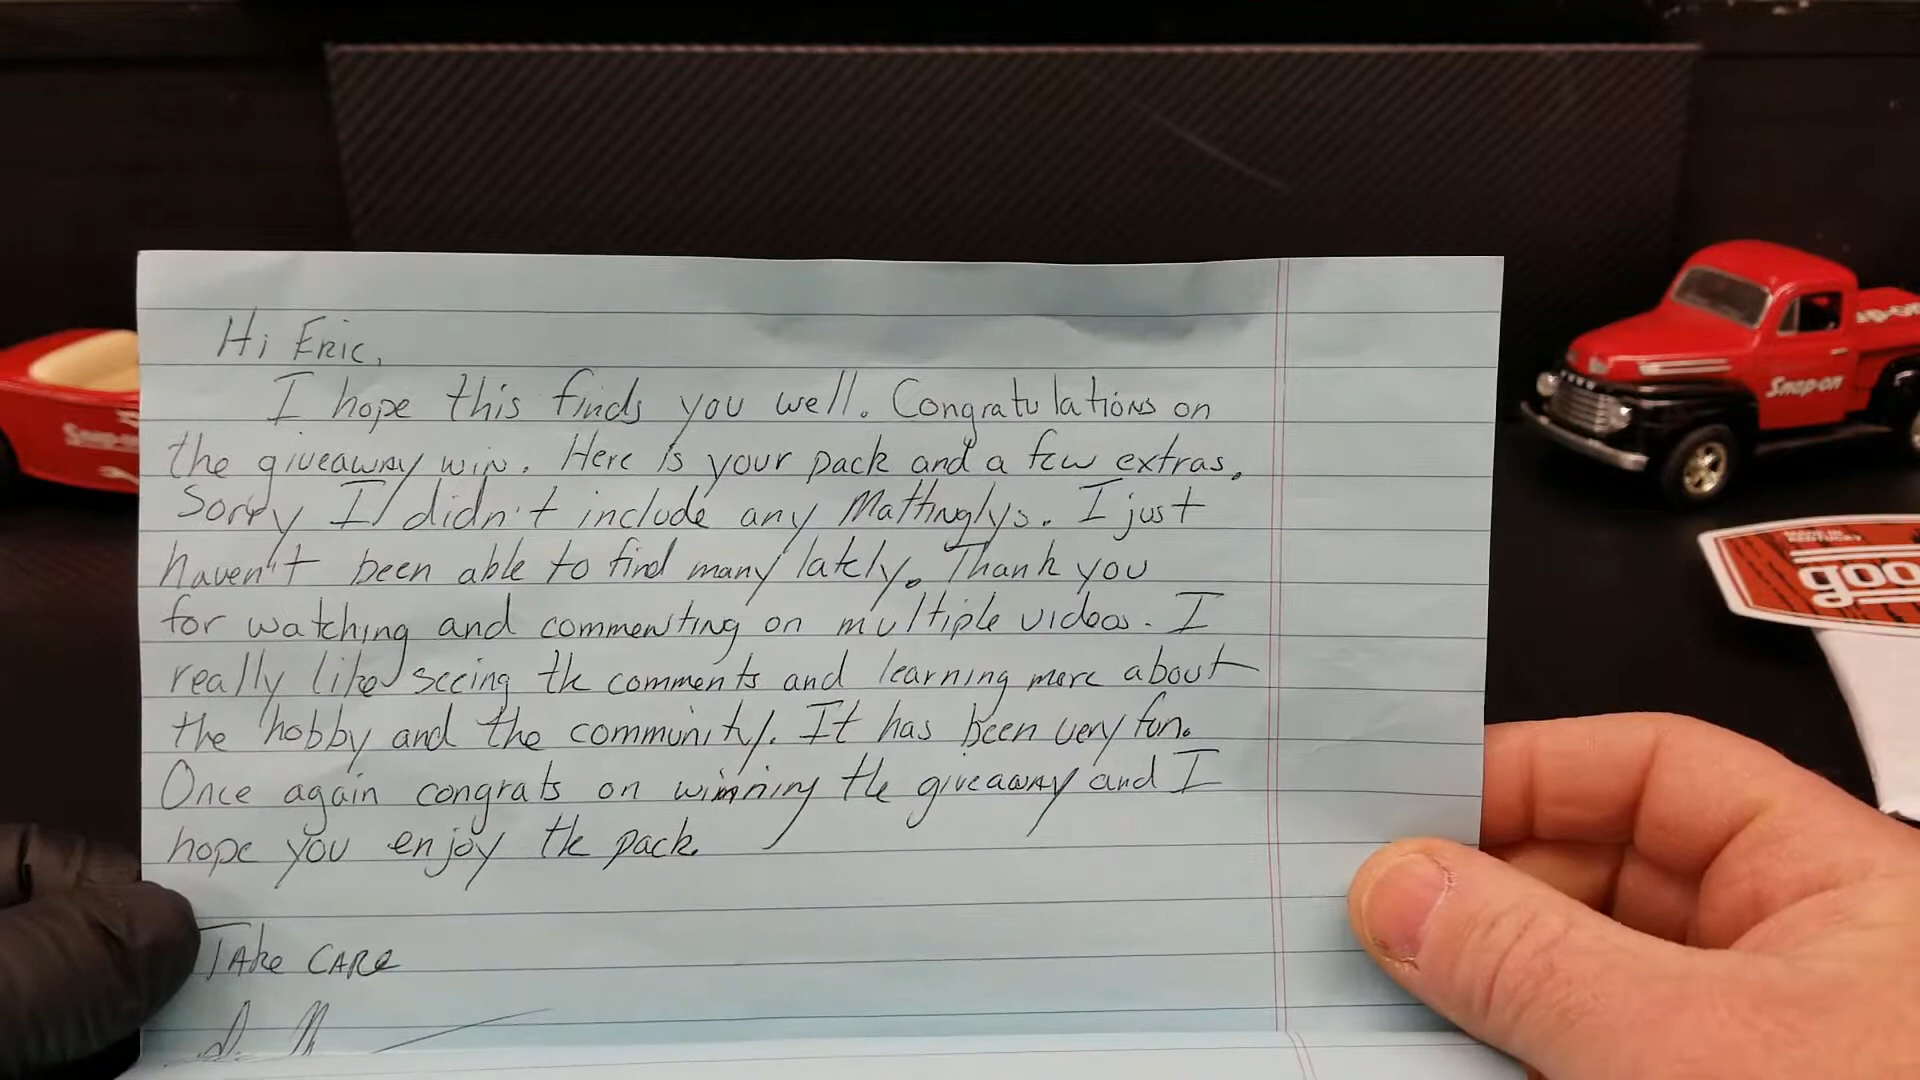 Hi Eric,
I hope this finds you well. Congratulations on
the giveaway win. Here is your pack and a few extras.
Sorry I didn't include any Mattinglys. I just
haven't been able to find many lately. Thank you
for watching and commenting on multiple videos. I
really like seeing the comments and learning more about
the hobby and the community. It has been very fun.
Once again congrats on winning the giveaway and I
hope you enjoy the pack.
Take Care
Snap-on
goo